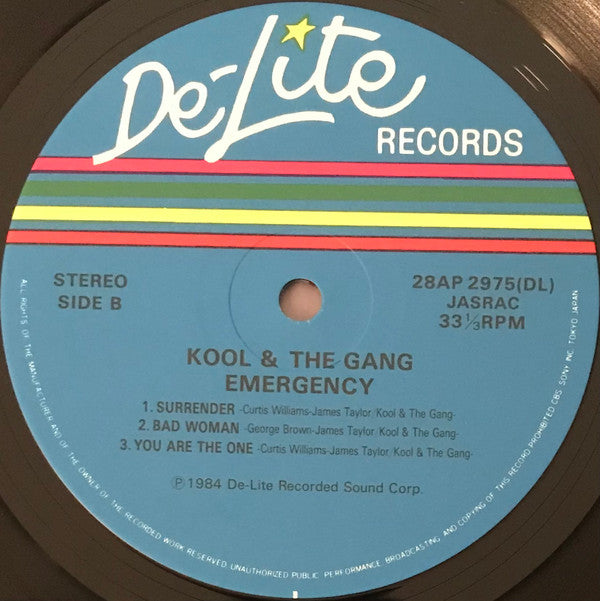 De-Lite
RECORDS
STEREO
SIDE B
28AP 2975(DL)
JASRAC
33 1/3 RPM
KOOL & THE GANG
EMERGENCY
1. SURRENDER -Curtis Williams-James Taylor/Kool & The Gang-
2. BAD WOMAN -George Brown-James Taylor/Kool & The Gang-
3. YOU ARE THE ONE -Curtis Williams-James Taylor/Kool & The Gang-
℗1984 De-Lite Recorded Sound Corp.
ALL RIGHTS OF THE MANUFACTURER AND OF THE OWNER OF THE RECORDED WORK RESERVED. UNAUTHORIZED PUBLIC PERFORMANCE, BROADCASTING AND COPYING OF THIS RECORD PROHIBITED. CBS/SONY INC. TOKYO JAPAN